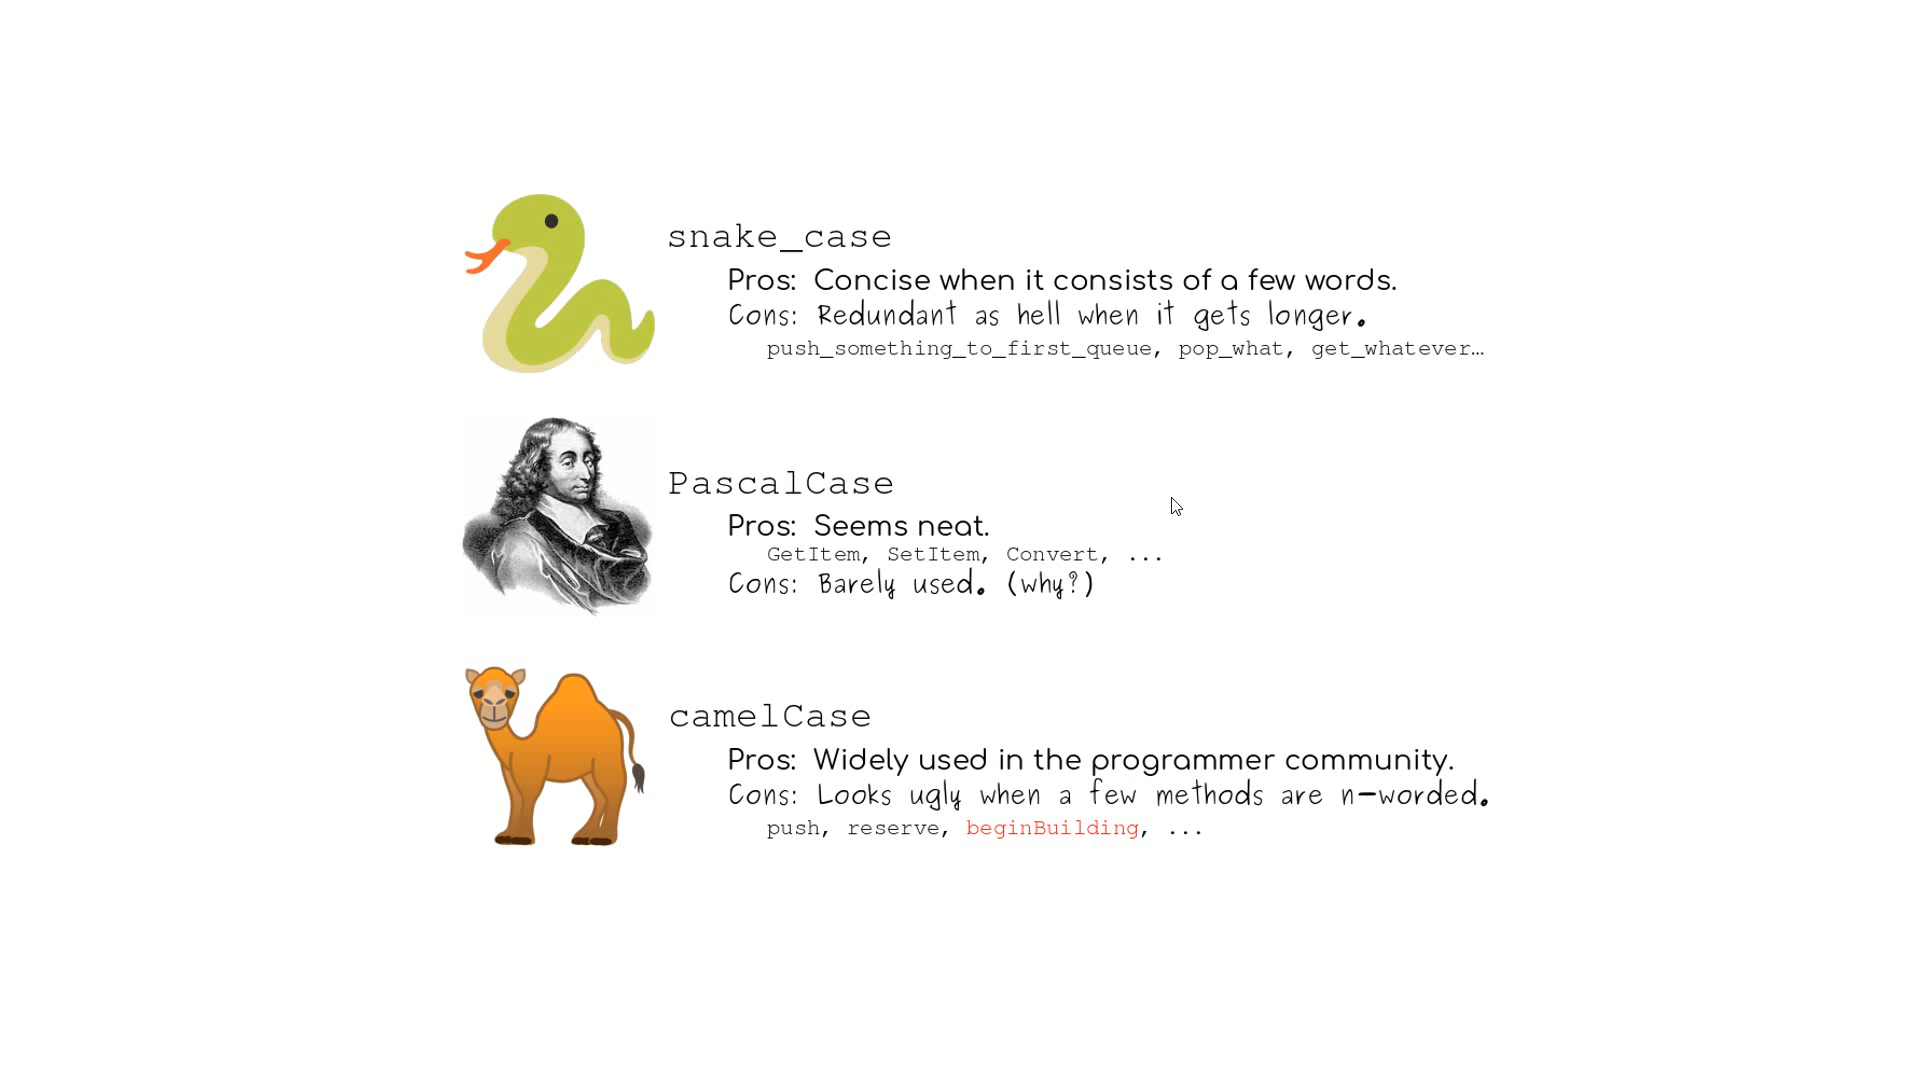 snake_case
Pros: Concise when it consists of a few words.
Cons: Redundant as hell when it gets longer.
push_something_to_first_queue, pop_what, get_whatever…
PascalCase
Pros: Seems neat.
GetItem, SetItem, Convert, ...
Cons: Barely used. (why?)
camelCase
Pros: Widely used in the programmer community.
Cons: Looks ugly when a few methods are n-worded.
push, reserve, beginBuilding, ...